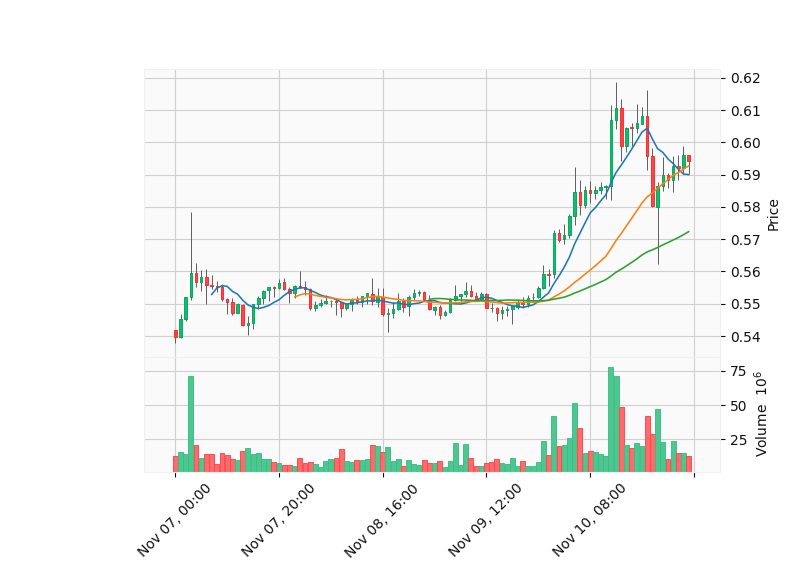 0.62
0.61
0.60
0.59
0.58
0.57
0.56
0.55
0.54
Price
75
50
25
Volume 10^6
Nov 07, 00:00
Nov 07, 20:00
Nov 08, 16:00
Nov 09, 12:00
Nov 10, 08:00